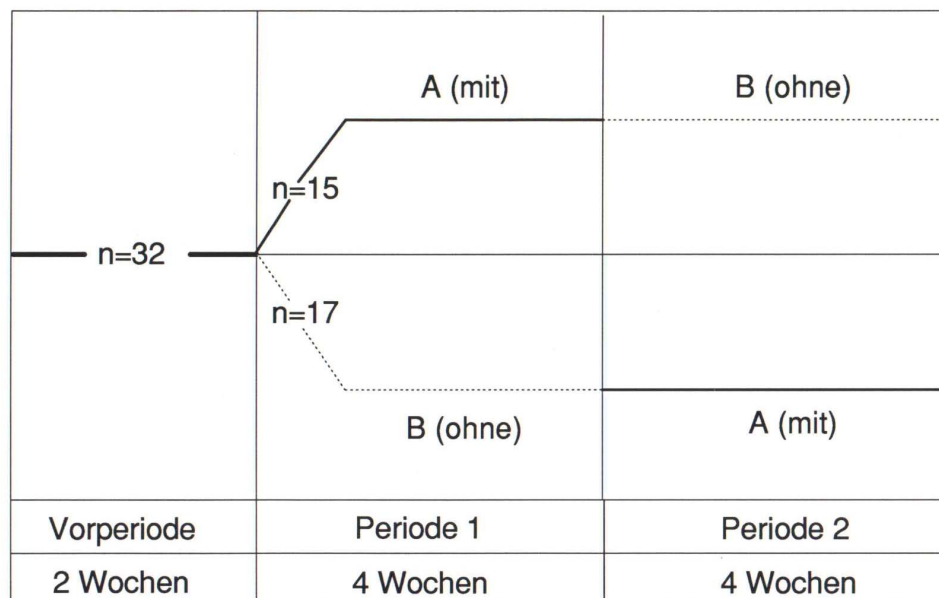 A (mit) B (ohne)
n=15
n=32
n=17
B (ohne) A (mit)
Vorperiode Periode 1 Periode 2
2 Wochen 4 Wochen 4 Wochen